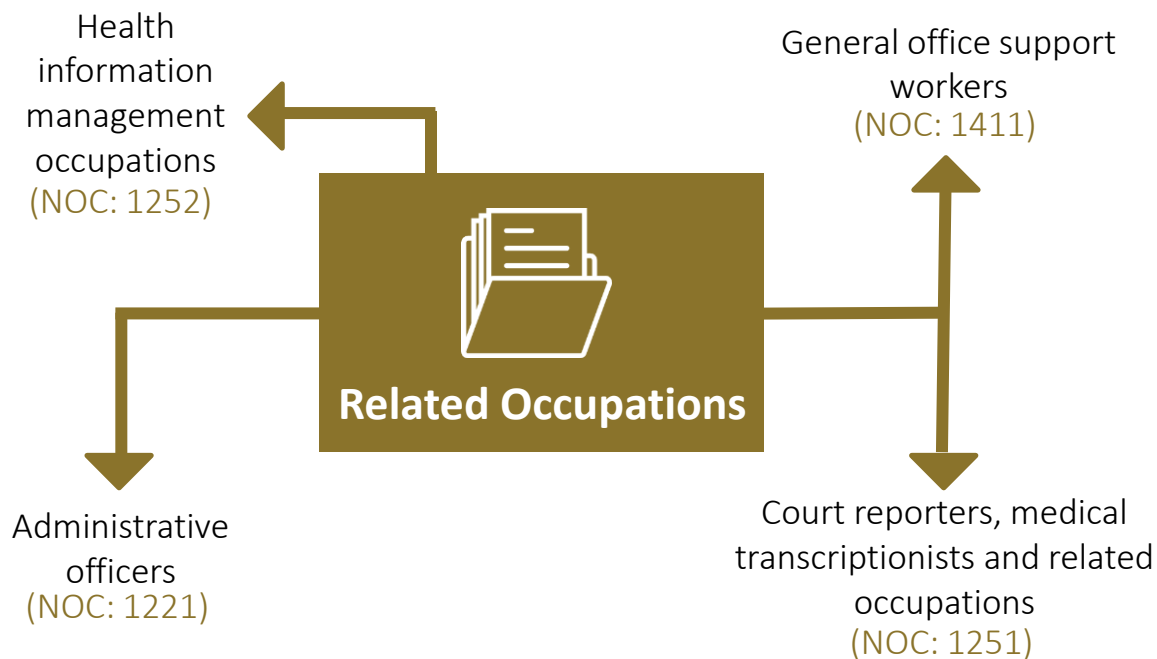 Health
information
management
occupations
(NOC: 1252)
General office support
workers
(NOC: 1411)
Related Occupations
Administrative
officers
(NOC: 1221)
Court reporters, medical
transcriptionists and related
occupations
(NOC: 1251)